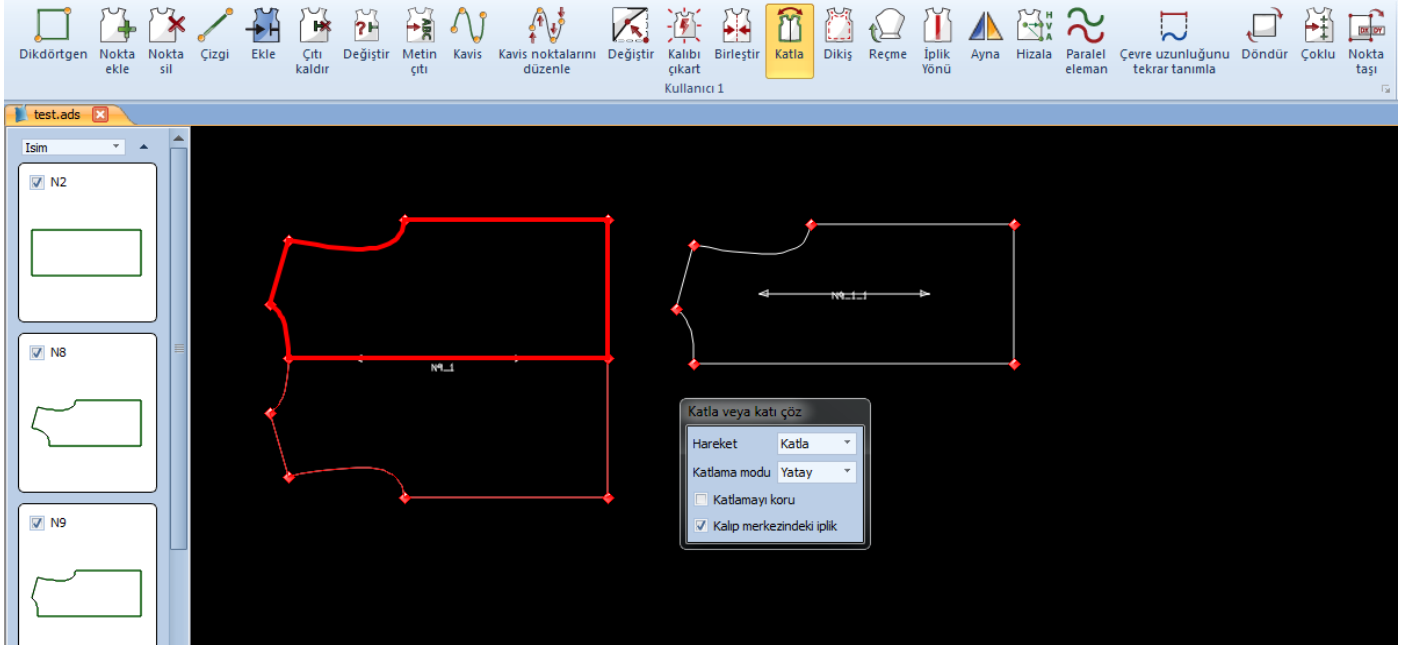 Dikdörtgen
Nokta ekle
Nokta sil
Çizgi
Ekle
Çıtı kaldır
Değiştir
Metin çıtı
Kavis
Kavis noktalarını düzenle
Değiştir
Kalıbı çıkart
Birleştir
Katla
Dikiş
Reçme
İplik Yönü
Ayna
Hizala
Paralel eleman
Çevre uzunluğunu tekrar tanımla
Döndür
Çoklu
Nokta taşı
Kullanıcı 1
test.ads
Isim
N2
N8
N9
N9_1
N9_1_1
Katla veya katı çöz
Hareket Katla
Katlama modu Yatay
Katlamayı koru
Kalıp merkezindeki iplik